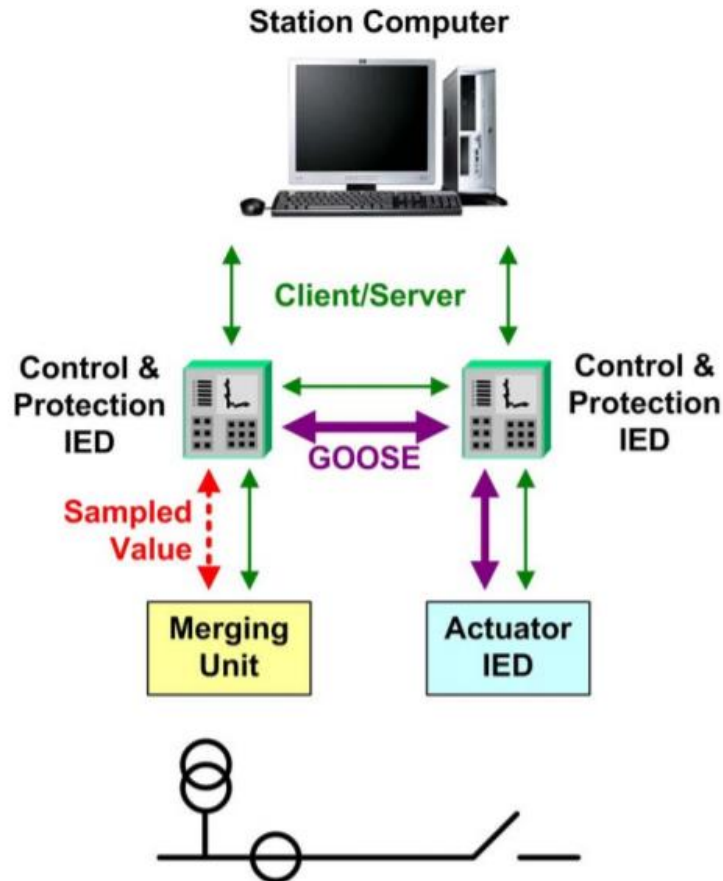 Station Computer
Client/Server
Control &
Protection
IED
Control &
Protection
IED
GOOSE
Sampled
Value
Merging
Unit
Actuator
IED